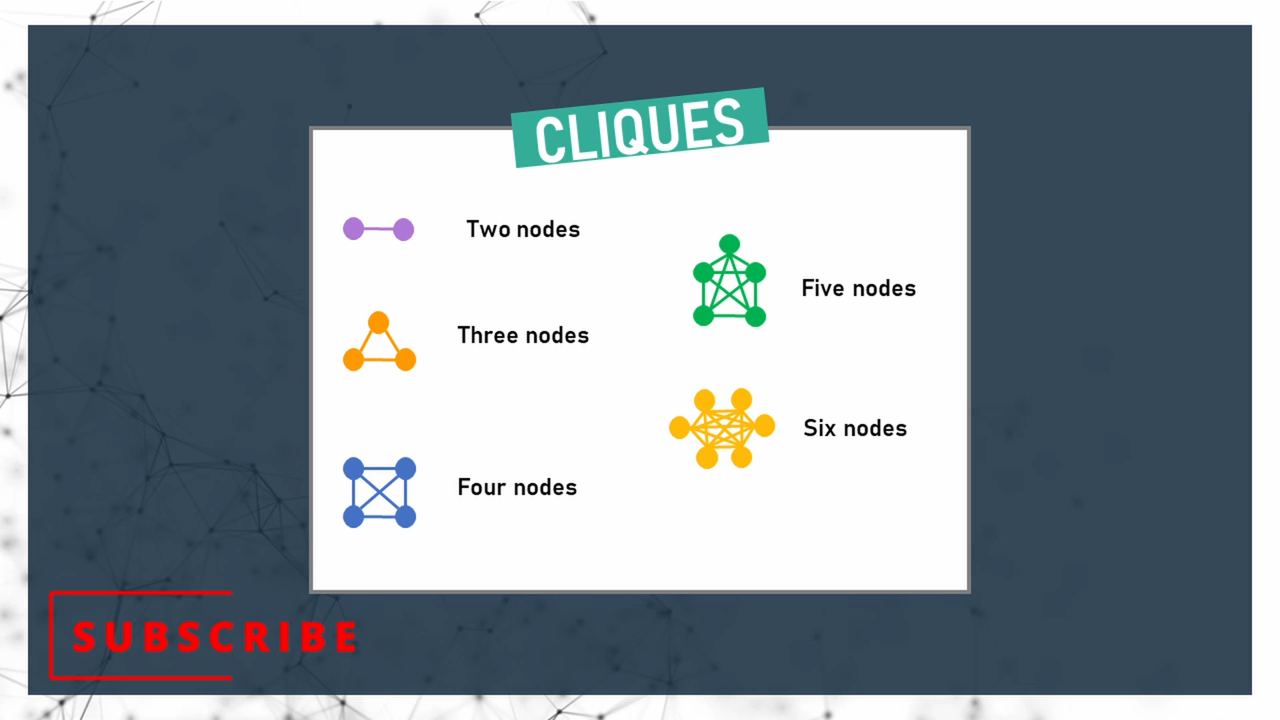 CLIQUES
Two nodes
Three nodes
Four nodes
Five nodes
Six nodes
SUBSCRIBE